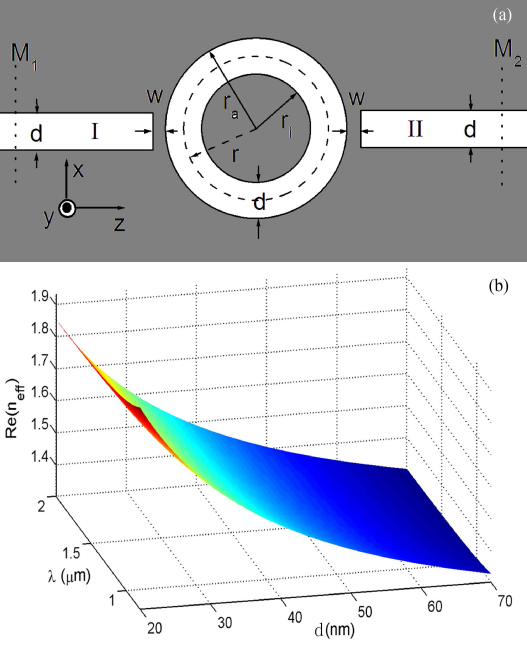 (a)
M₁
M₂
w
w
rₐ
rᵢ
d
I
II
d
r
x
d
y
z
(b)
1.9
1.8
1.7
1.6
1.5
1.4
Re(n_eff)
2
1.5
1
λ (μm)
20
30
40
50
60
70
d(nm)